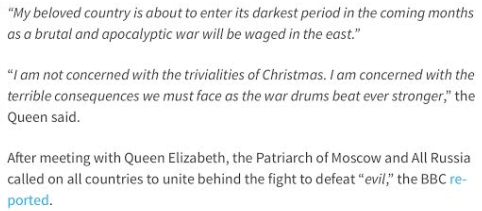 “My beloved country is about to enter its darkest period in the coming months
as a brutal and apocalyptic war will be waged in the east.”
“I am not concerned with the trivialities of Christmas. I am concerned with the
terrible consequences we must face as the war drums beat ever stronger,” the
Queen said.
After meeting with Queen Elizabeth, the Patriarch of Moscow and All Russia
called on all countries to unite behind the fight to defeat “evil,” the BBC re-
ported.